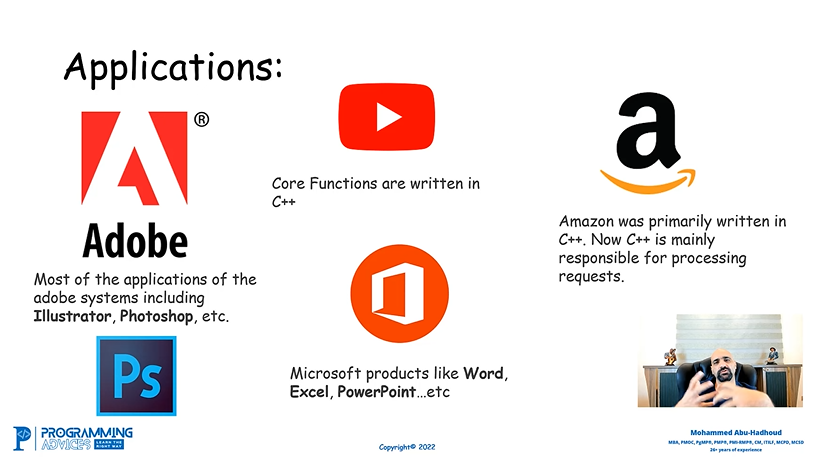 Applications:
®
Adobe
Most of the applications of the
adobe systems including
Illustrator, Photoshop, etc.
Ps
Core Functions are written in
C++
Microsoft products like Word,
Excel, PowerPoint...etc
a
Amazon was primarily written in
C++. Now C++ is mainly
responsible for processing
requests.
Mohammed Abu-Hadhoud
MBA, PMOC, PgMP®, PMP®, PMI-RMP®, CM, ITILF, MCPD, MCSD
26+ years of experience
PROGRAMMING
ADVICES LEARN THE
RIGHT WAY
Copyright© 2022